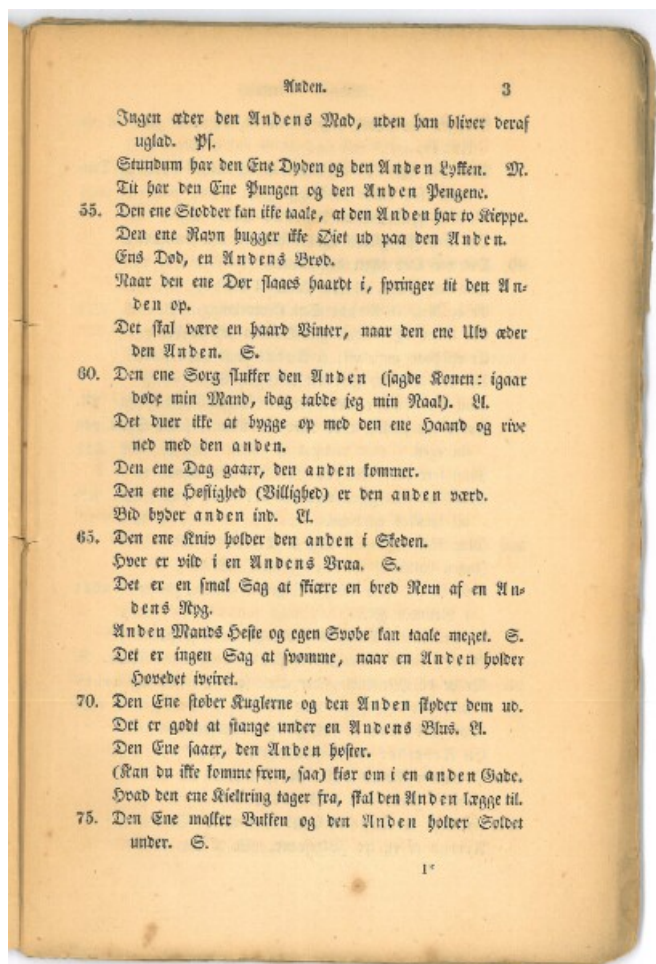 Anden.
3
Ingen æder den Andens Mad, uden han bliver deraf
uglad. Pf.
Stundum har den Ene Dyden og den Anden Lykken. M.
Tit har den Ene Pungen og den Anden Pengene.
55. Den ene Stodder kan ikke taale, at den Anden har to Kieppe.
Den ene Ravn hugger ikke Øiet ud paa den Anden.
Ens Død, en Andens Brød.
Naar den ene Dør slaaes haardt i, springer tit den An-
den op.
Det skal være en haard Vinter, naar den ene Ulv æder
den Anden. S.
60. Den ene Sorg slukker den Anden (sagde Konen: igaar
døde min Mand, idag tabde jeg min Naal). Ll.
Det duer ikke at bygge op med den ene Haand og rive
ned med den anden.
Den ene Dag gaaer, den anden kommer.
Den ene Høflighed (Villighed) er den anden værd.
Bid byder anden ind. Ll.
65. Den ene Kniv holder den anden i Skeden.
Hver er vild i en Andens Vraa. S.
Det er en smal Sag at skiære en bred Rem af en An-
dens Ryg.
Anden Mands Heste og egen Svøbe kan taale meget. S.
Det er ingen Sag at svømme, naar en Anden holder
Hovedet iveiret.
70. Den Ene støber Kuglerne og den Anden skyder dem ud.
Det er godt at stange under en Andens Blus. Ll.
Den Ene saaer, den Anden høster.
(Kan du ikke komme frem, saa) kiør om i en anden Gade.
Hvad den ene Kieltring tager fra, skal den Anden lægge til.
75. Den Ene malker Bukken og den Anden holder Soldet
under. S.
1*